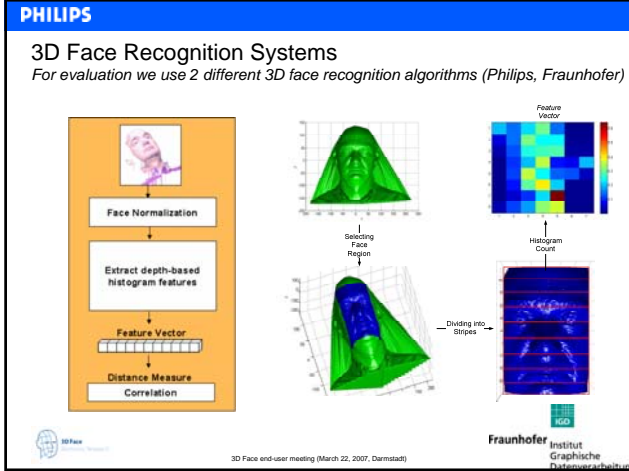 PHILIPS
3D Face Recognition Systems
For evaluation we use 2 different 3D face recognition algorithms (Philips, Fraunhofer)
Face Normalization
Extract depth-based
histogram features
Feature Vector
Distance Measure
Correlation
Selecting
Face
Region
Dividing into
Stripes
Histogram
Count
Feature
Vector
3D Face
3D Face end-user meeting (March 22, 2007, Darmstadt)
IGD
Fraunhofer Institut
Graphische
Datenverarbeitung